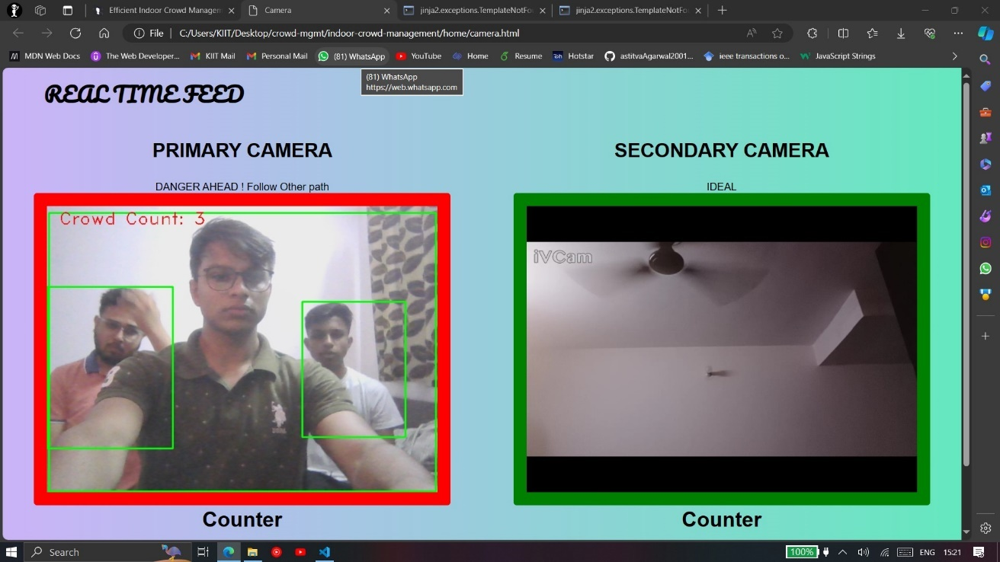 Efficient Indoor Crowd Managen
Camera
jinja2.exceptions.TemplateNotFo
jinja2.exceptions.TemplateNotFo
File
C:/Users/KIIT/Desktop/crowd-mgmt/indoor-crowd-management/home/camera.html
MDN Web Docs
The Web Developer...
KIIT Mail
Personal Mail
(81) WhatsApp
YouTube
Home
Resume
Hotstar
astitvaAgarwal2001...
ieee transactions o...
JavaScript Strings
(81) WhatsApp
https://web.whatsapp.com
REAL TIME FEED
PRIMARY CAMERA
SECONDARY CAMERA
DANGER AHEAD ! Follow Other path
IDEAL
Crowd Count: 3
iVCam
Counter
Counter
Search
100%
ENG
15:21